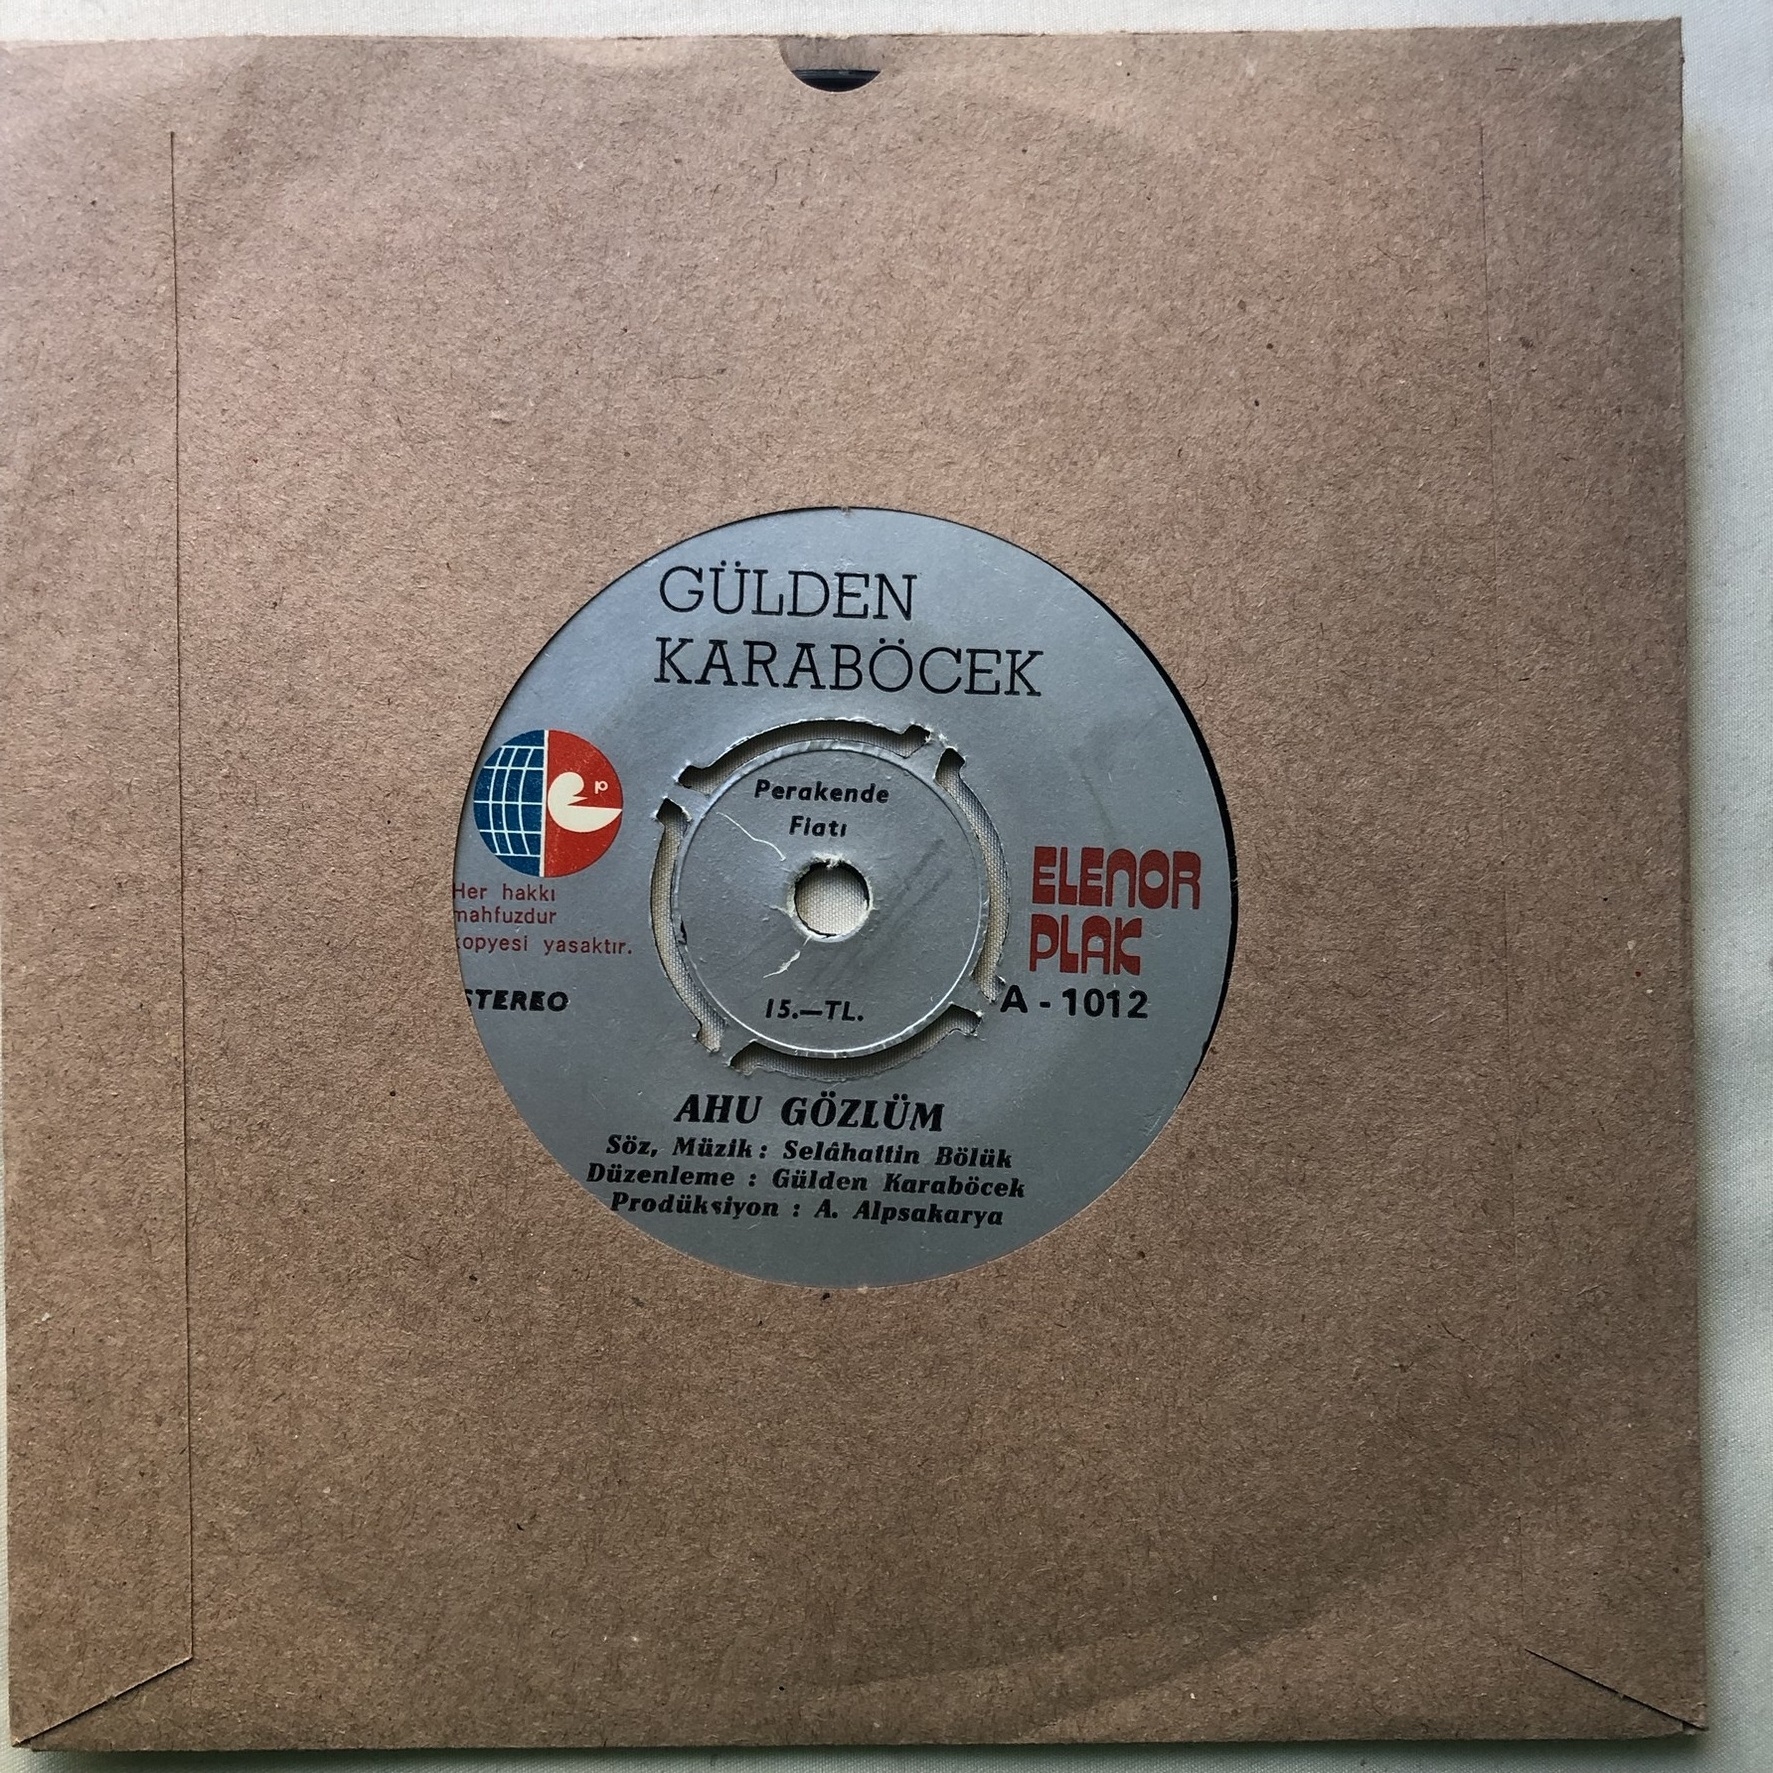 GÜLDEN
KARABÖCEK
Perakende
Fiatı
p
ELENOR
PLAK
Her hakkı
mahfuzdur
kopyesi yasaktır.
STEREO
15.—TL.
A - 1012
AHU GÖZLÜM
Söz, Müzik : Selâhattin Bölük
Düzenleme : Gülden Karaböcek
Prodüksiyon : A. Alpsakarya